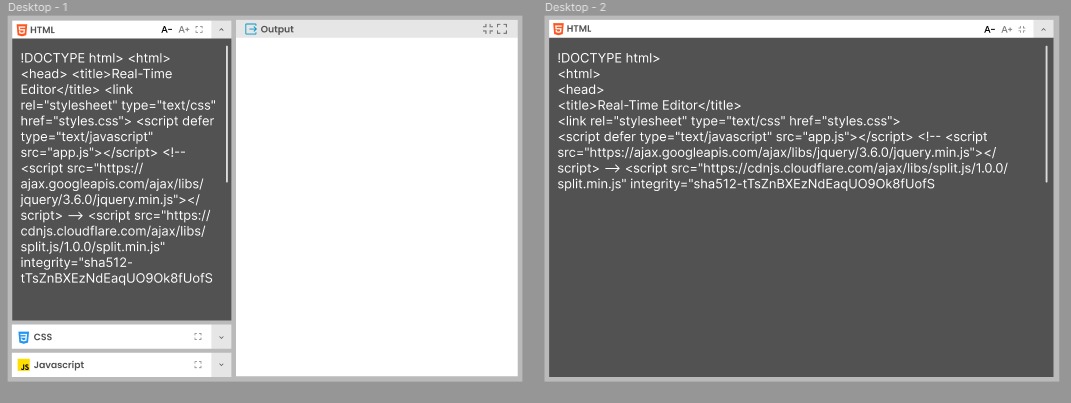 Desktop - 1
HTML
A-
A+
!DOCTYPE html> <html>
<head> <title>Real-Time
Editor</title> <link
rel="stylesheet" type="text/css"
href="styles.css"> <script defer
type="text/javascript"
src="app.js"></script> <!--
<script src="https://
ajax.googleapis.com/ajax/libs/
jquery/3.6.0/jquery.min.js"></
script> --> <script src="https://
cdnjs.cloudflare.com/ajax/libs/
split.js/1.0.0/split.min.js"
integrity="sha512-
tTsZnBXEzNdEaqUO9Ok8fUofS
CSS
JS
Javascript
Output
Desktop - 2
HTML
A-
A+
!DOCTYPE html>
<html>
<head>
<title>Real-Time Editor</title>
<link rel="stylesheet" type="text/css" href="styles.css">
<script defer type="text/javascript" src="app.js"></script> <!-- <script
src="https://ajax.googleapis.com/ajax/libs/jquery/3.6.0/jquery.min.js"></
script> --> <script src="https://cdnjs.cloudflare.com/ajax/libs/split.js/1.0.0/
split.min.js" integrity="sha512-tTsZnBXEzNdEaqUO9Ok8fUofS